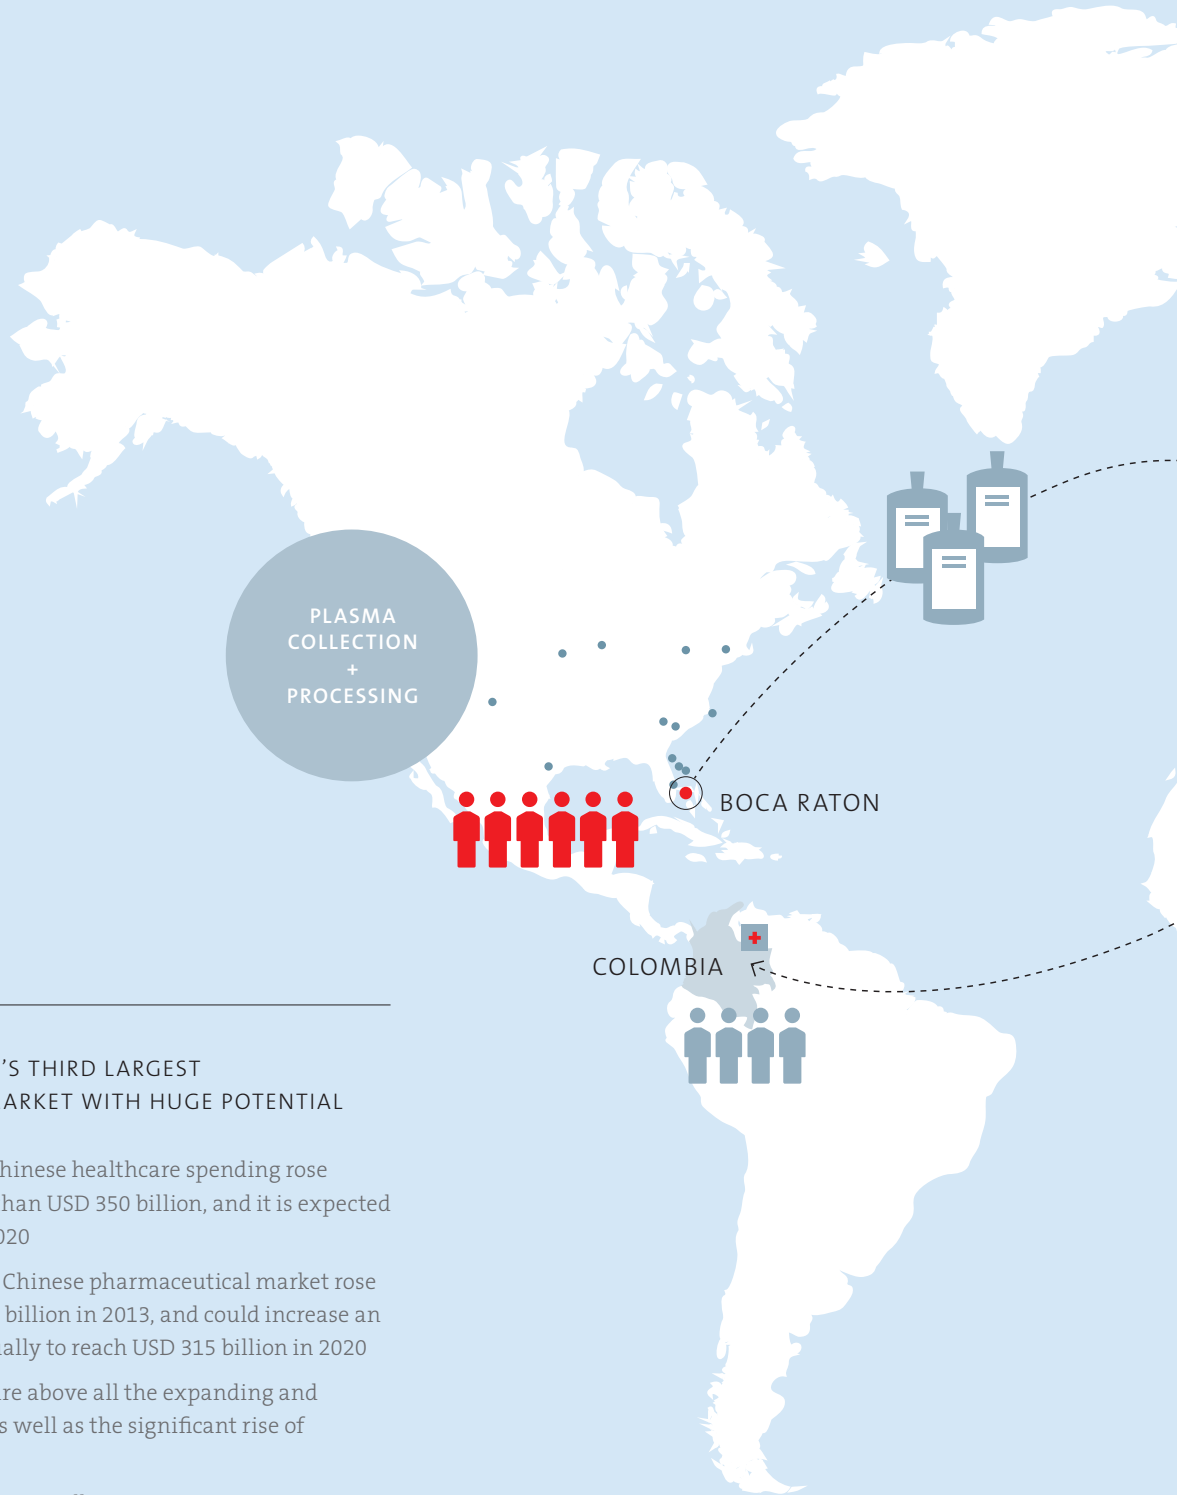 PLASMA
COLLECTION
+
PROCESSING
BOCA RATON
COLOMBIA
’S THIRD LARGEST
ARKET WITH HUGE POTENTIAL
hinese healthcare spending rose
han USD 350 billion, and it is expected
020
Chinese pharmaceutical market rose
billion in 2013, and could increase an
ally to reach USD 315 billion in 2020
re above all the expanding and
s well as the significant rise of